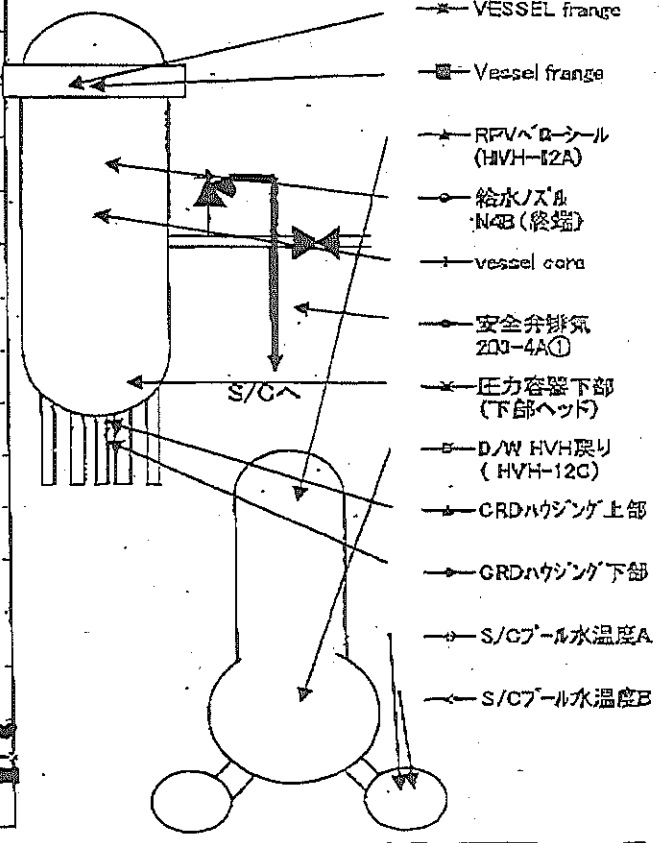 VESSEL frange
Vessel frange
RPVベローシール
(HVH-12A)
給水ノズル
N4B(終端)
vessel core
安全弁排気
203-4A①
S/Cへ
圧力容器下部
(下部ヘッド)
D/W HVH戻り
(HVH-12C)
CRDハウジング上部
CRDハウジング下部
S/Cプール水温度A
S/Cプール水温度B